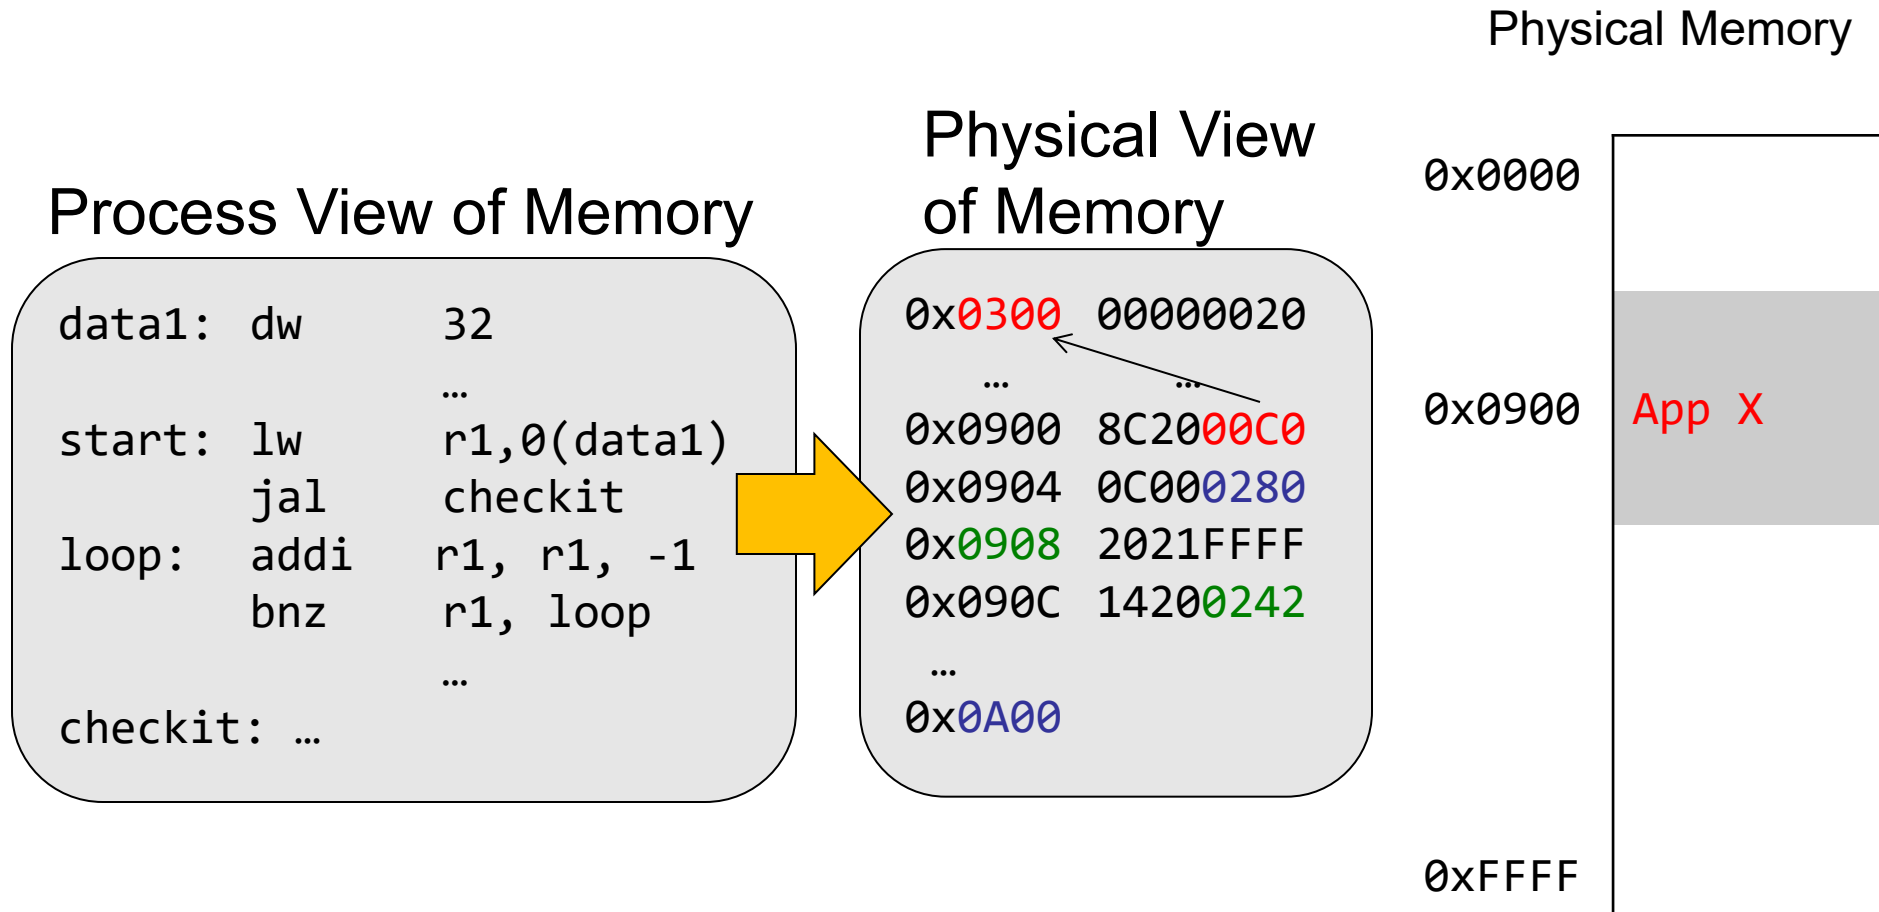 Physical Memory
Process View of Memory
data1: dw 32
…
start: lw r1,0(data1)
jal checkit
loop: addi r1, r1, -1
bnz r1, loop
…
checkit: …
Physical View
of Memory
0x0300 00000020
… …
0x0900 8C2000C0
0x0904 0C000280
0x0908 2021FFFF
0x090C 14200242
…
0x0A00
0x0000
0x0900 App X
0xFFFF